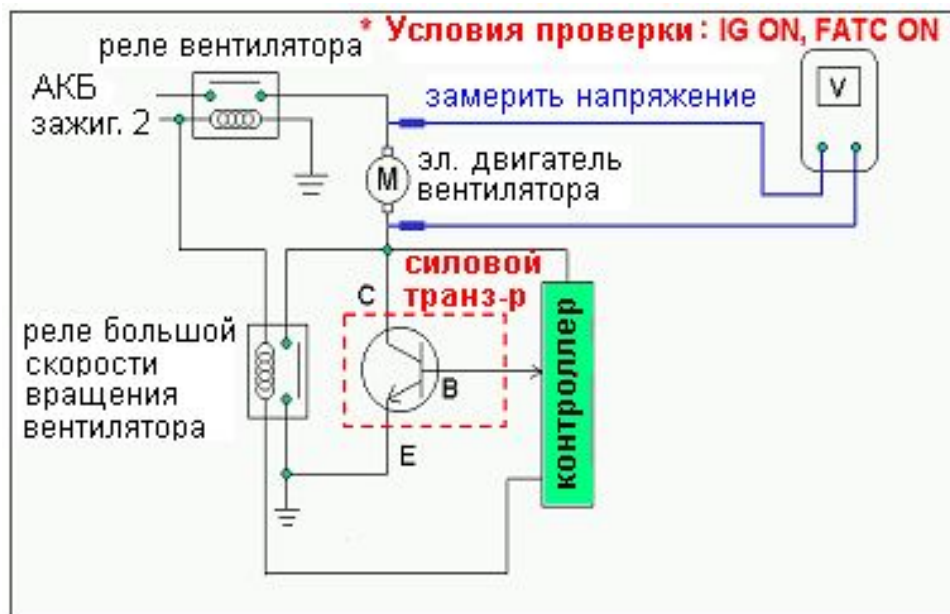 * Условия проверки: IG ON, FATC ON
реле вентилятора
АКБ
зажиг. 2
замерить напряжение
V
эл. двигатель
вентилятора
M
силовой
транз-р
C
B
E
реле большой
скорости
вращения
вентилятора
контроллер